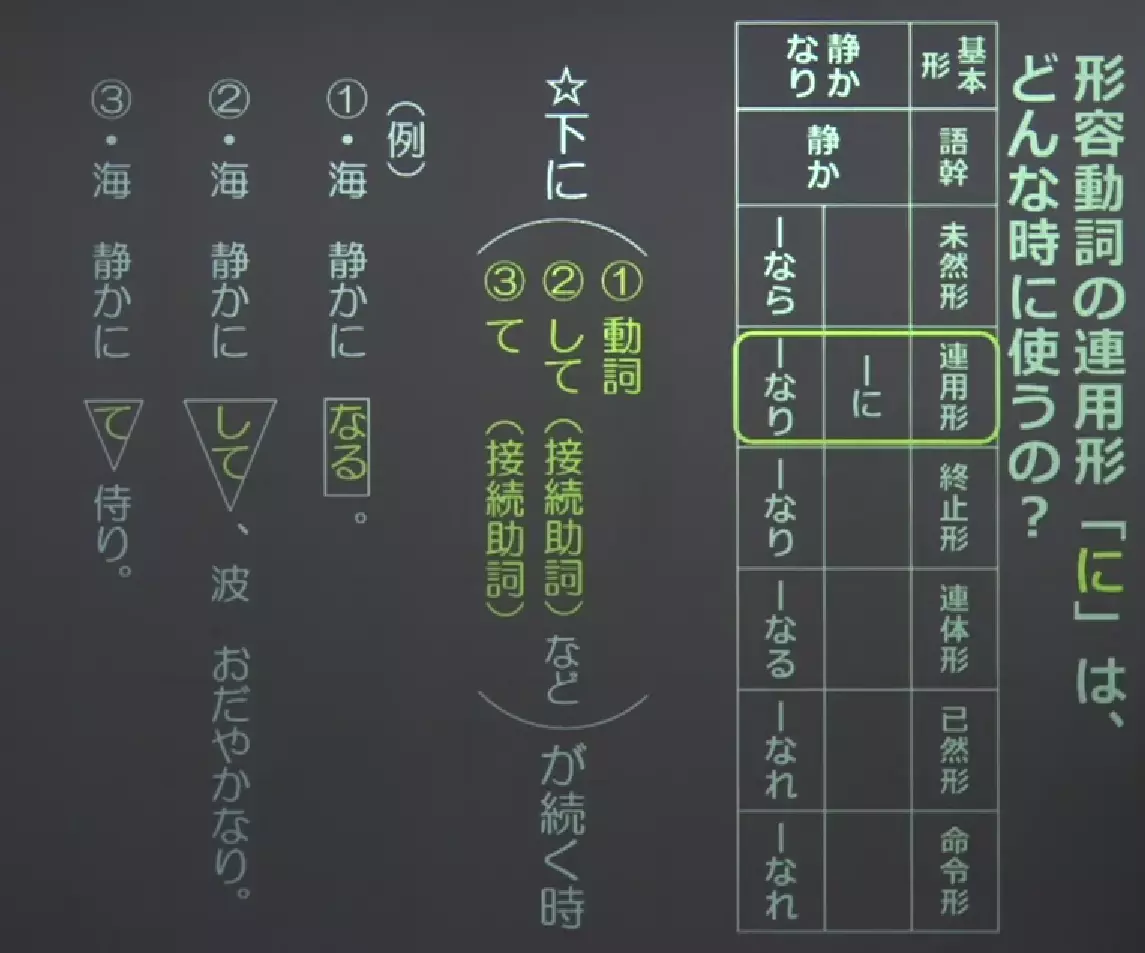 形容動詞の連用形「に」は、
どんな時に使うの？
基本形
語幹
未然形
連用形
終止形
連体形
已然形
命令形
ーに
静かなり
静か
ーなら
ーなり
ーなり
ーなる
ーなれ
ーなれ
☆下に
①動詞
②して（接続助詞）など
③て（接続助詞）
が続く時
（例）
①・海 静かに なる。
②・海 静かに して、波 おだやかなり。
③・海 静かに て 侍り。